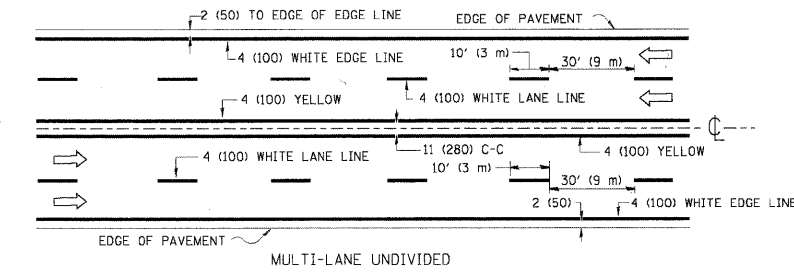 2 (50) TO EDGE OF EDGE LINE
EDGE OF PAVEMENT
4 (100) WHITE EDGE LINE
10' (3 m)
30' (9 m)
4 (100) YELLOW
4 (100) WHITE LANE LINE
℄
4 (100) WHITE LANE LINE
11 (280) C-C
4 (100) YELLOW
10' (3 m)
30' (9 m)
2 (50)
4 (100) WHITE EDGE LINE
EDGE OF PAVEMENT
MULTI-LANE UNDIVIDED